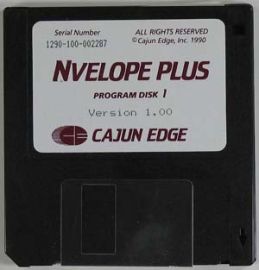 Serial Number
1290-100-002287
ALL RIGHTS RESERVED
©Cajun Edge, Inc. 1990
NVELOPE PLUS
PROGRAM DISK 1
Version 1.00
CAJUN EDGE